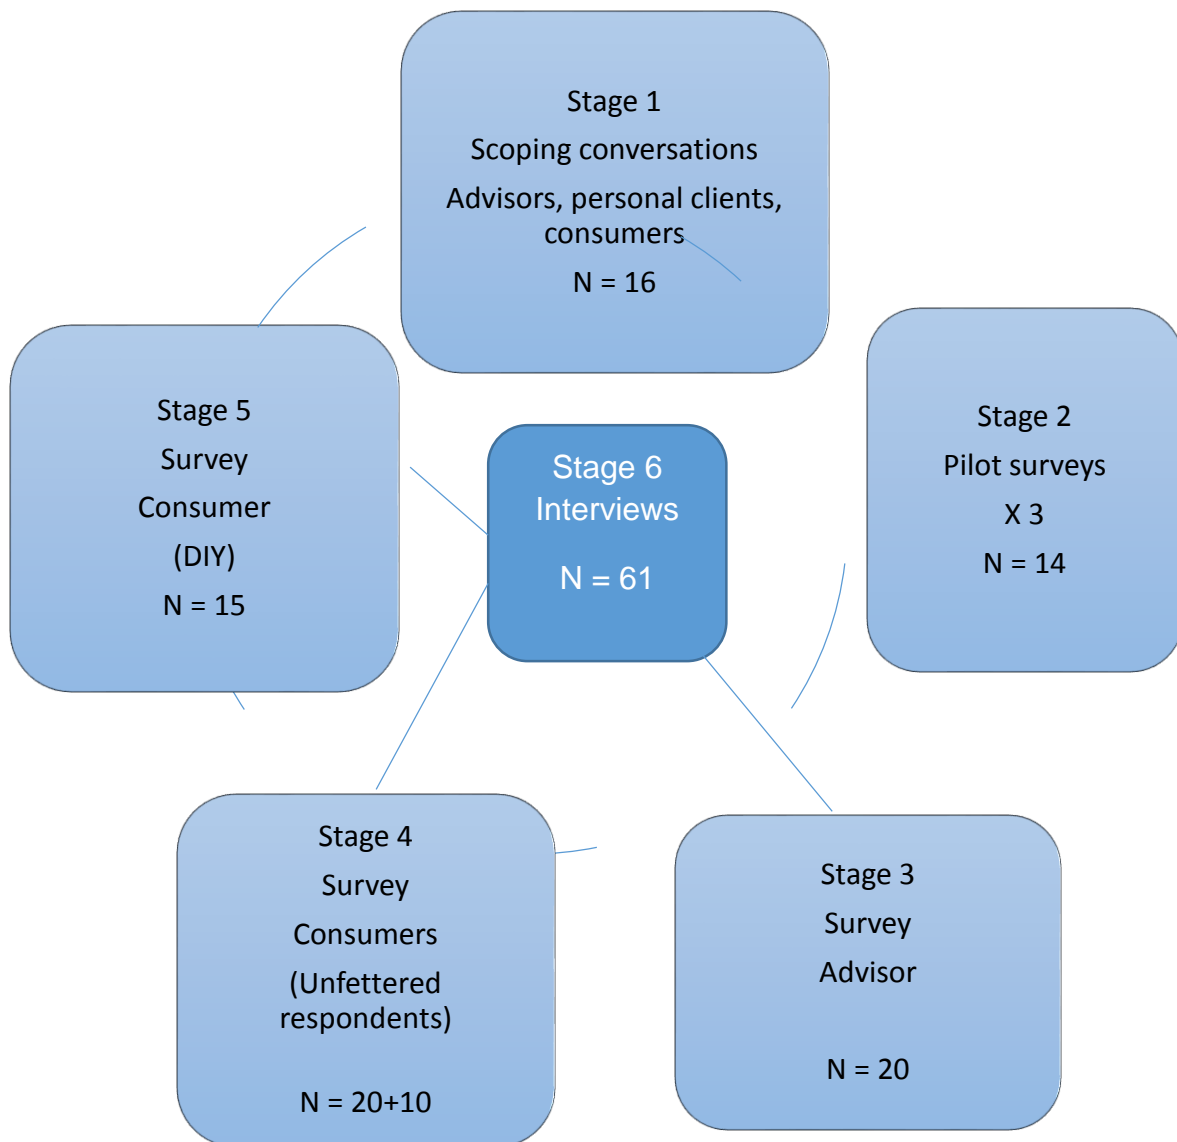 Stage 1
Scoping conversations
Advisors, personal clients,
consumers
N = 16
Stage 2
Pilot surveys
X 3
N = 14
Stage 3
Survey
Advisor
N = 20
Stage 4
Survey
Consumers
(Unfettered
respondents)
N = 20+10
Stage 5
Survey
Consumer
(DIY)
N = 15
Stage 6
Interviews
N = 61